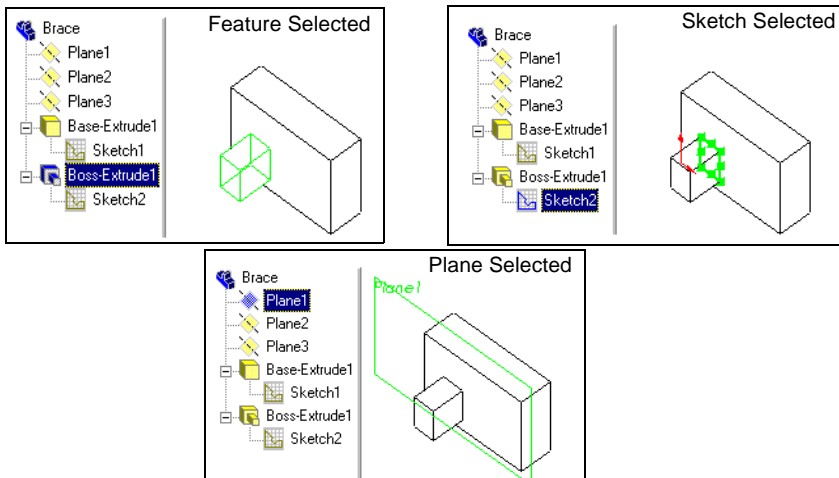 Feature Selected
Brace
Plane1
Plane2
Plane3
Base-Extrude1
Sketch1
Boss-Extrude1
Sketch2
Sketch Selected
Brace
Plane1
Plane2
Plane3
Base-Extrude1
Sketch1
Boss-Extrude1
Sketch2
Plane Selected
Brace
Plane1
Plane2
Plane3
Base-Extrude1
Sketch1
Boss-Extrude1
Sketch2
Plane1